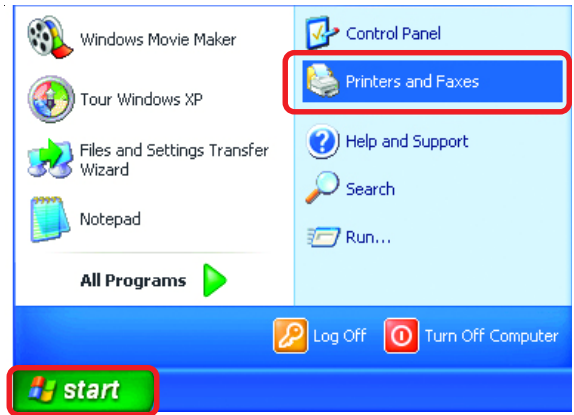 Windows Movie Maker
Tour Windows XP
Files and Settings Transfer
Wizard
Notepad
All Programs
Control Panel
Printers and Faxes
Help and Support
Search
Run...
Log Off
Turn Off Computer
start